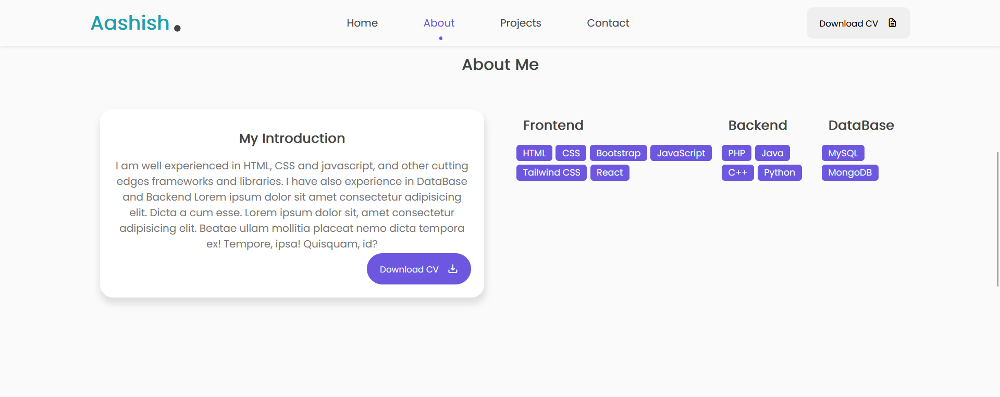 Aashish .
Home About Projects Contact
Download CV
About Me
My Introduction
I am well experienced in HTML, CSS and javascript, and other cutting
edges frameworks and libraries. I have also experience in DataBase
and Backend Lorem ipsum dolor sit amet consectetur adipisicing
elit. Dicta a cum esse. Lorem ipsum dolor sit, amet consectetur
adipisicing elit. Beatae ullam mollitia placeat nemo dicta tempora
ex! Tempore, ipsa! Quisquam, id?
Download CV
Frontend
HTML CSS Bootstrap JavaScript
Tailwind CSS React
Backend
PHP Java
C++ Python
DataBase
MySQL
MongoDB